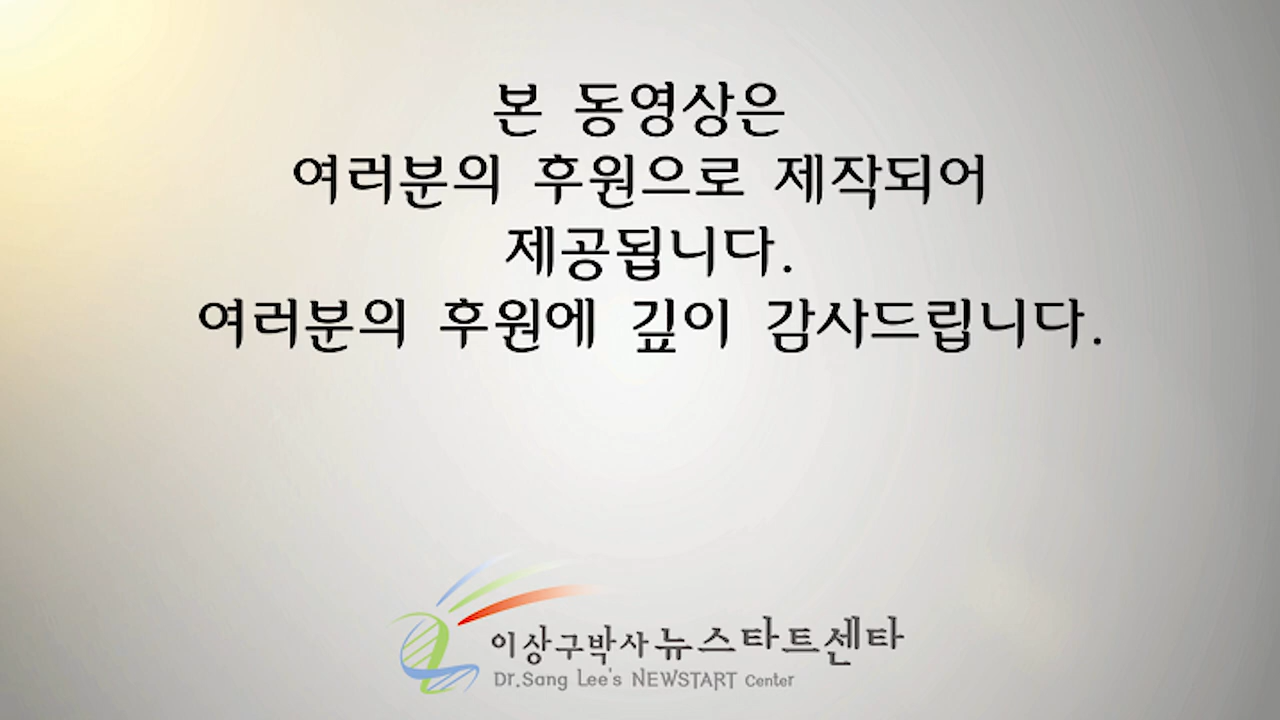 본 동영상은
여러분의 후원으로 제작되어
제공됩니다.
여러분의 후원에 깊이 감사드립니다.
이상구박사 뉴스타트센타
Dr.Sang Lee's NEWSTART Center